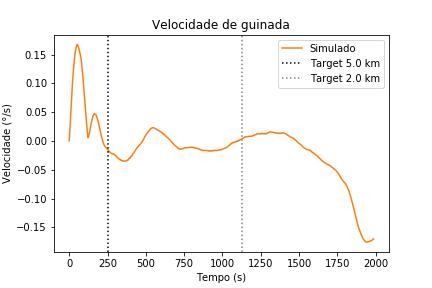 Velocidade de guinada
Simulado
Target 5.0 km
Target 2.0 km
Velocidade (°/s)
0.15
0.10
0.05
0.00
−0.05
−0.10
−0.15
0 250 500 750 1000 1250 1500 1750 2000
Tempo (s)